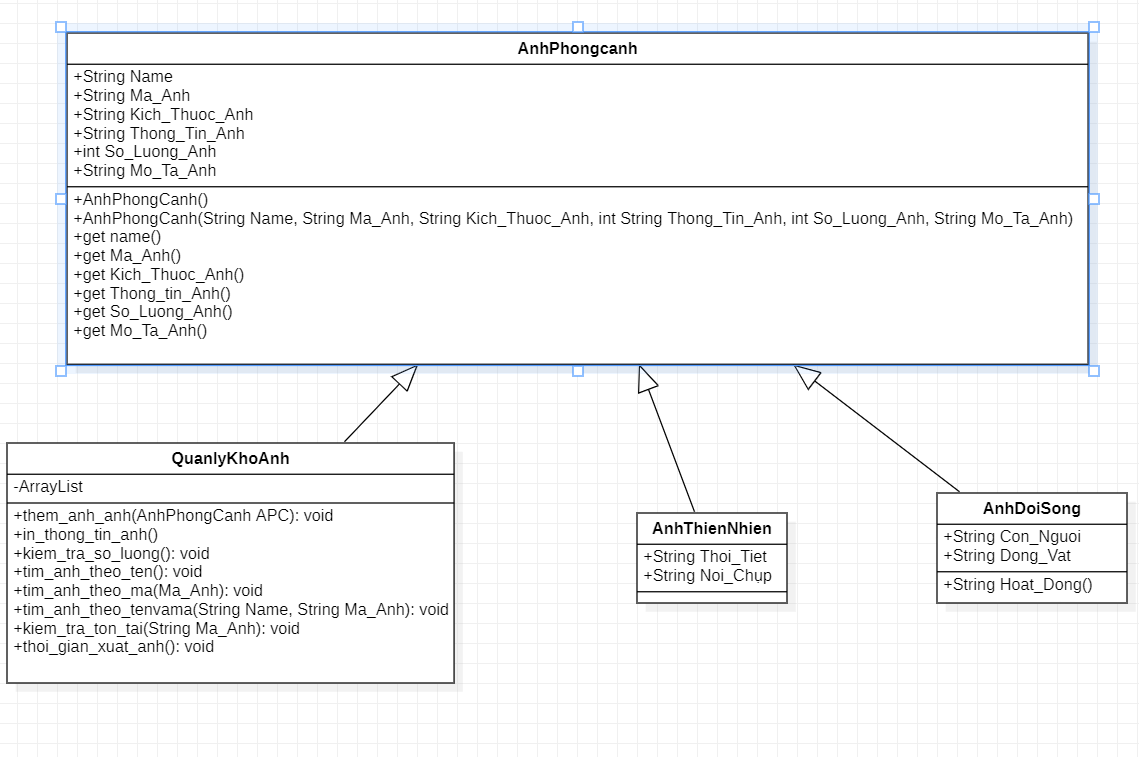 AnhPhongcanh
+String Name
+String Ma_Anh
+String Kich_Thuoc_Anh
+String Thong_Tin_Anh
+int So_Luong_Anh
+String Mo_Ta_Anh
+AnhPhongCanh()
+AnhPhongCanh(String Name, String Ma_Anh, String Kich_Thuoc_Anh, int String Thong_Tin_Anh, int So_Luong_Anh, String Mo_Ta_Anh)
+get name()
+get Ma_Anh()
+get Kich_Thuoc_Anh()
+get Thong_tin_Anh()
+get So_Luong_Anh()
+get Mo_Ta_Anh()
QuanlyKhoAnh
-ArrayList
+them_anh_anh(AnhPhongCanh APC): void
+in_thong_tin_anh()
+kiem_tra_so_luong(): void
+tim_anh_theo_ten(): void
+tim_anh_theo_ma(Ma_Anh): void
+tim_anh_theo_tenvama(String Name, String Ma_Anh): void
+kiem_tra_ton_tai(String Ma_Anh): void
+thoi_gian_xuat_anh(): void
AnhThienNhien
+String Thoi_Tiet
+String Noi_Chụp
AnhDoiSong
+String Con_Nguoi
+String Dong_Vat
+String Hoat_Dong()